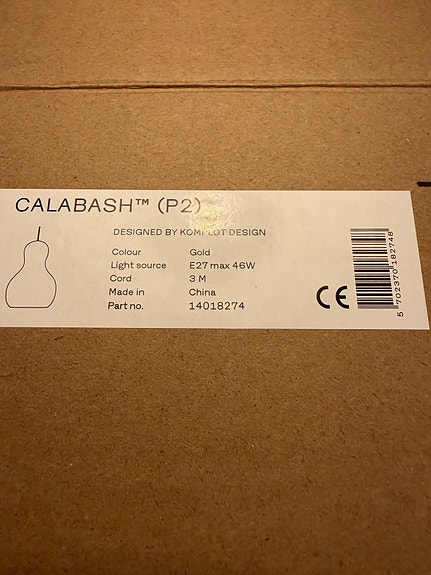 CALABASH™ (P2)
DESIGNED BY KOMPLOT DESIGN
Colour Gold
Light source E27 max 46W
Cord 3 M
Made in China
Part no. 14018274
CE
5 702370 182748